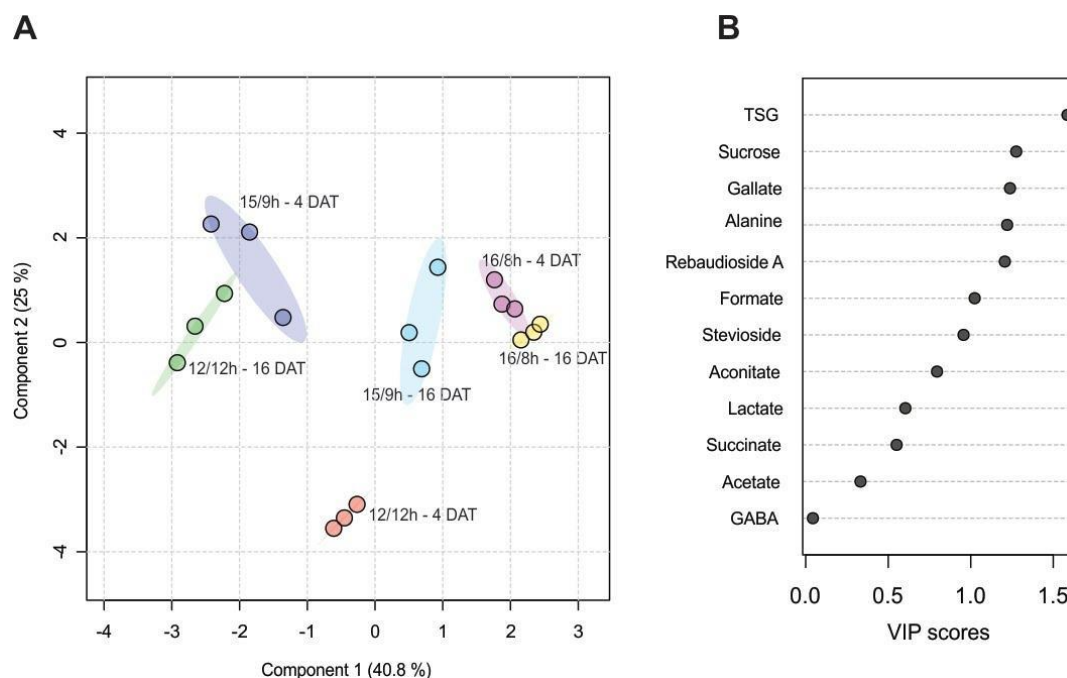 A
B
4
2
0
-2
-4
Component 2 (25 %)
15/9h - 4 DAT
16/8h - 4 DAT
12/12h - 16 DAT
16/8h - 16 DAT
15/9h - 16 DAT
12/12h - 4 DAT
-4 -3 -2 -1 0 1 2 3
Component 1 (40.8 %)
TSG
Sucrose
Gallate
Alanine
Rebaudioside A
Formate
Stevioside
Aconitate
Lactate
Succinate
Acetate
GABA
0.0 0.5 1.0 1.5
VIP scores